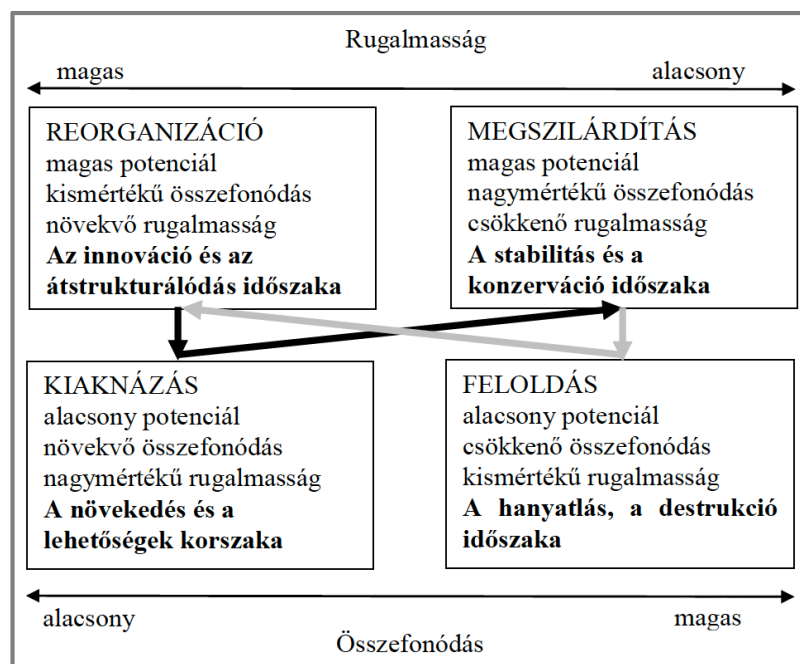 Rugalmasság
magas
alacsony
REORGANIZÁCIÓ
magas potenciál
kismértékű összefonódás
növekvő rugalmasság
Az innováció és az
átstrukturálódás időszaka
MEGSZILÁRDÍTÁS
magas potenciál
nagymértékű összefonódás
csökkenő rugalmasság
A stabilitás és a
konzerváció időszaka
KIAKNÁZÁS
alacsony potenciál
növekvő összefonódás
nagymértékű rugalmasság
A növekedés és a
lehetőségek korszaka
FELOLDÁS
alacsony potenciál
csökkenő összefonódás
kismértékű rugalmasság
A hanyatlás, a destrukció
időszaka
alacsony
magas
Összefonódás